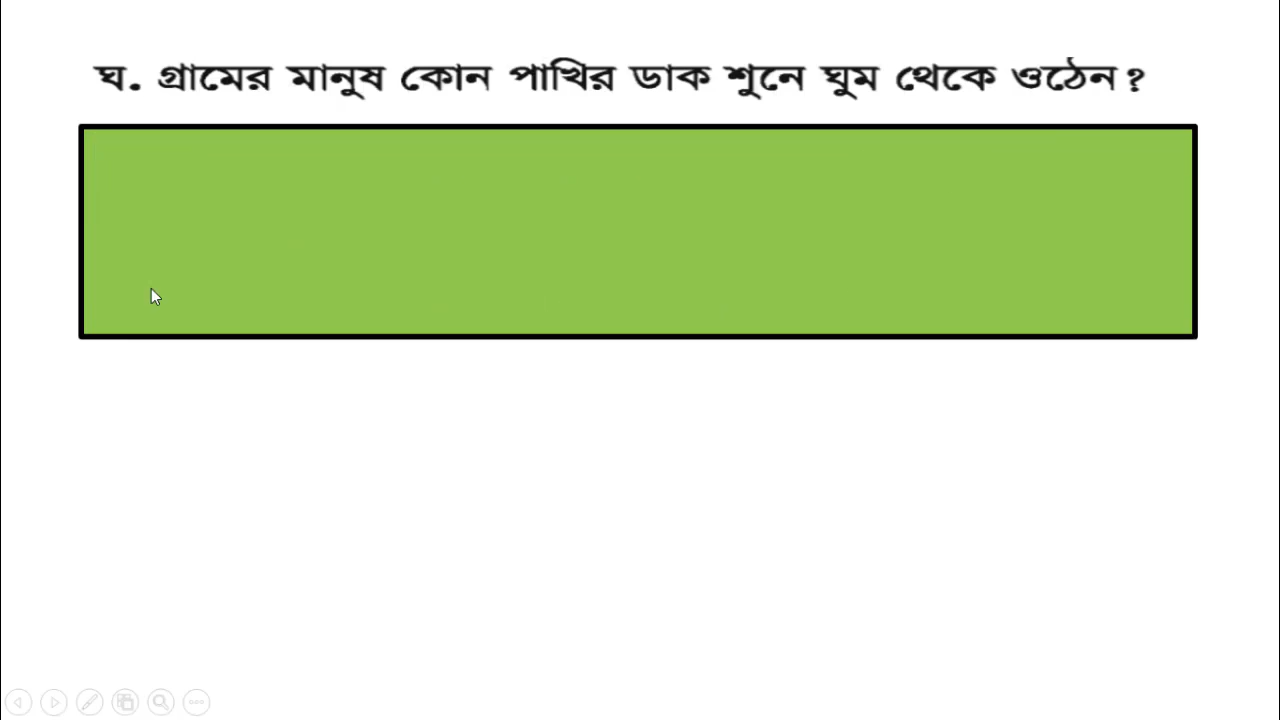 ঘ. গ্রামের মানুষ কোন পাখির ডাক শুনে ঘুম থেকে ওঠেন?